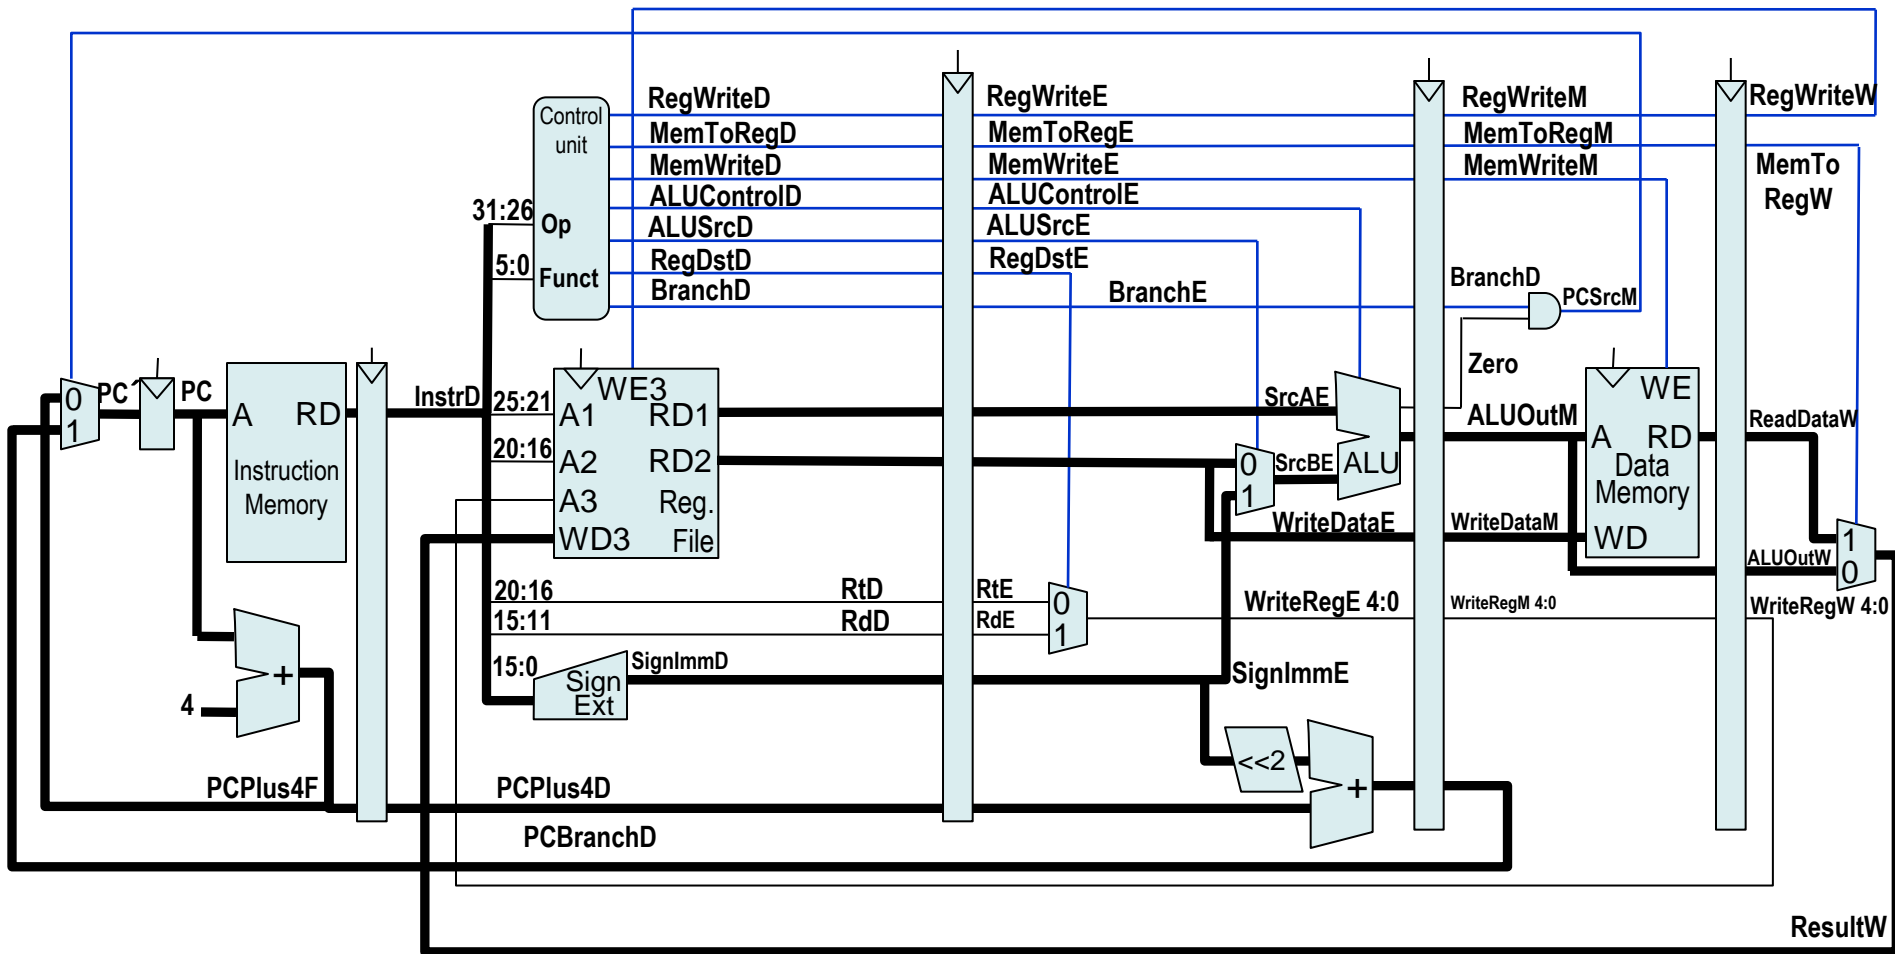 RegWriteD
RegWriteE
RegWriteM
RegWriteW
Control
unit
MemToRegD
MemToRegE
MemToRegM
MemWriteD
MemWriteE
MemWriteM
MemTo
RegW
ALUControlD
ALUControlE
31:26
Op
ALUSrcD
ALUSrcE
5:0
Funct
RegDstD
RegDstE
BranchD
BranchE
BranchD
PCSrcM
Zero
0
1
PC´
PC
A
RD
Instruction
Memory
InstrD
25:21
20:16
WE3
A1
RD1
A2
RD2
A3
Reg.
WD3
File
SrcAE
0
1
SrcBE
ALU
ALUOutM
WE
A
RD
Data
Memory
WD
ReadDataW
WriteDataE
WriteDataM
ALUOutW
1
0
20:16
RtD
RtE
0
15:11
RdD
RdE
1
WriteRegE 4:0
WriteRegM 4:0
WriteRegW 4:0
15:0
Sign
Ext
SignImmD
SignImmE
+
4
<<2
+
PCPlus4F
PCPlus4D
PCBranchD
ResultW